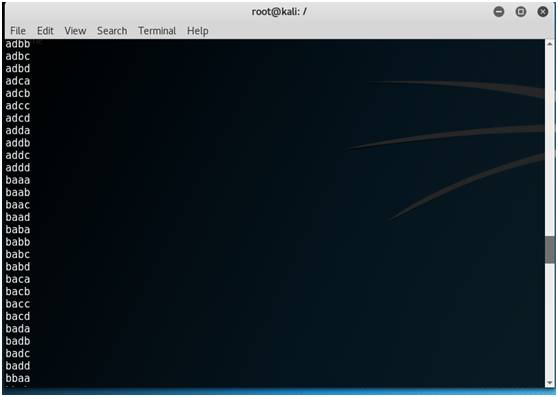 root@kali: /
File Edit View Search Terminal Help
adbb
adbc
adbd
adca
adcb
adcc
adcd
adda
addb
addc
addd
baaa
baab
baac
baad
baba
babb
babc
babd
baca
bacb
bacc
bacd
bada
badb
badc
badd
bbaa